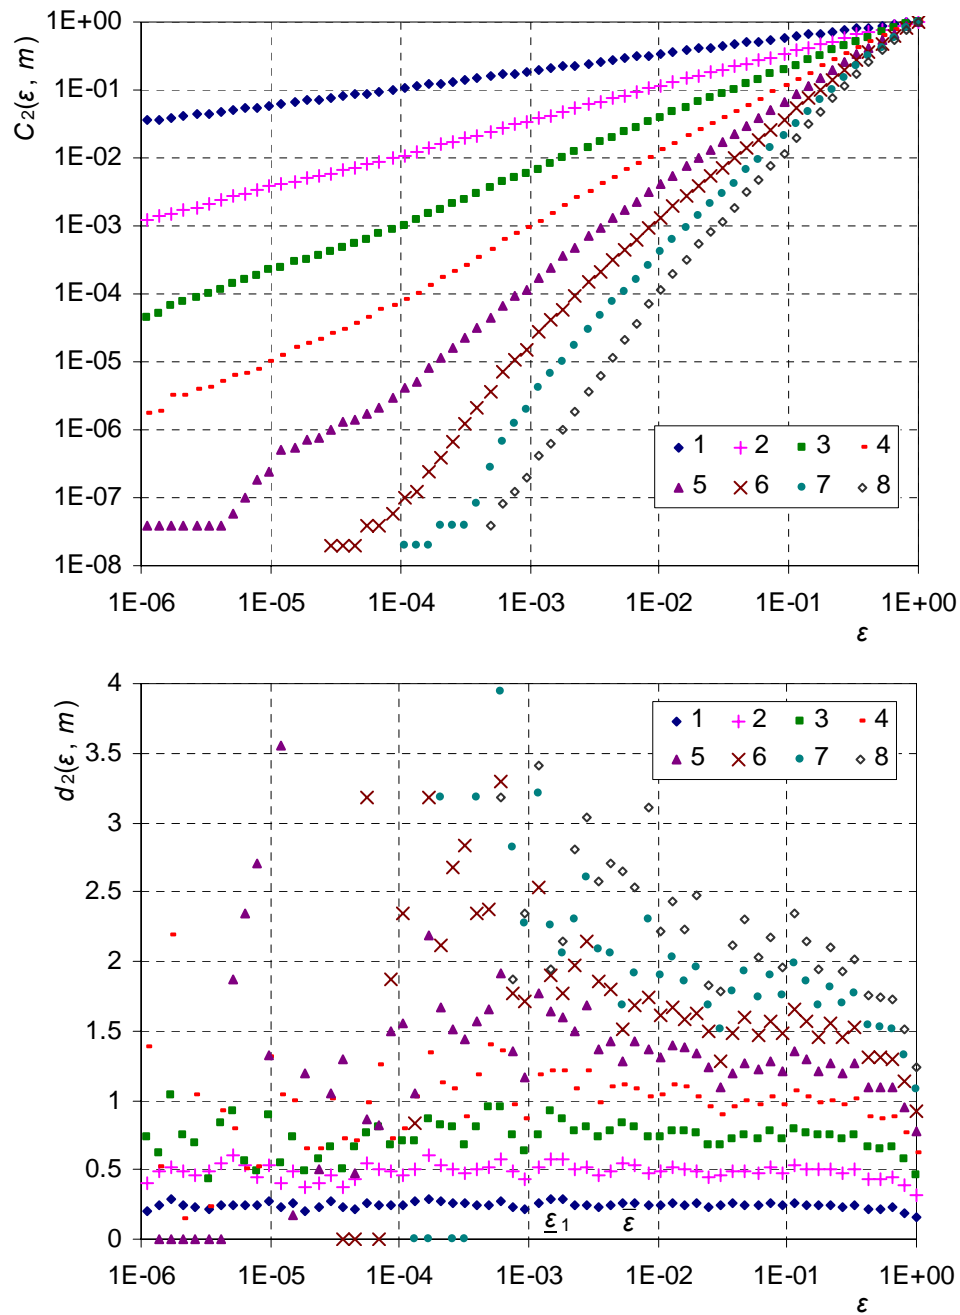 C2(ε, m)
1E+00
1E-01
1E-02
1E-03
1E-04
1E-05
1E-06
1E-07
1E-08
1 2 3 4
5 6 7 8
1E-06 1E-05 1E-04 1E-03 1E-02 1E-01 1E+00
ε
d2(ε, m)
4
3.5
3
2.5
2
1.5
1
0.5
0
1 2 3 4
5 6 7 8
ε1 ε
1E-06 1E-05 1E-04 1E-03 1E-02 1E-01 1E+00
ε